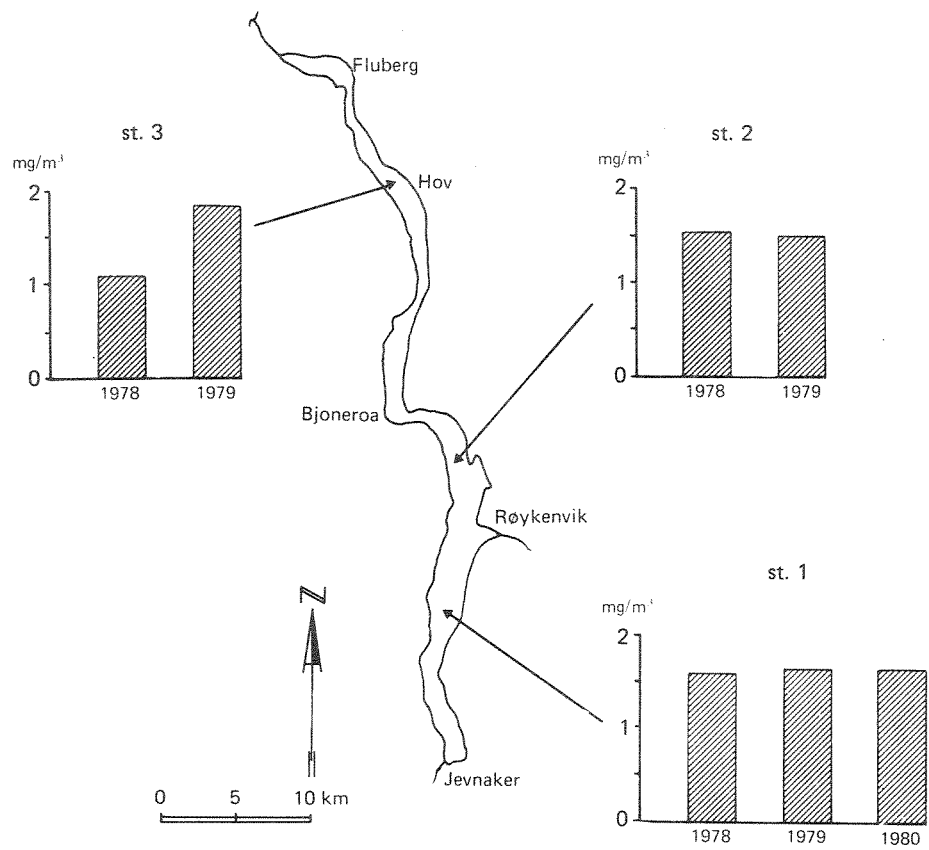 Fluberg
st. 3
mg/m³
2
1
0
1978 1979
Hov
st. 2
mg/m³
2
1
0
1978 1979
Bjoneroa
Røykenvik
st. 1
mg/m³
2
1
0
1978 1979 1980
N
0 5 10 km
Jevnaker